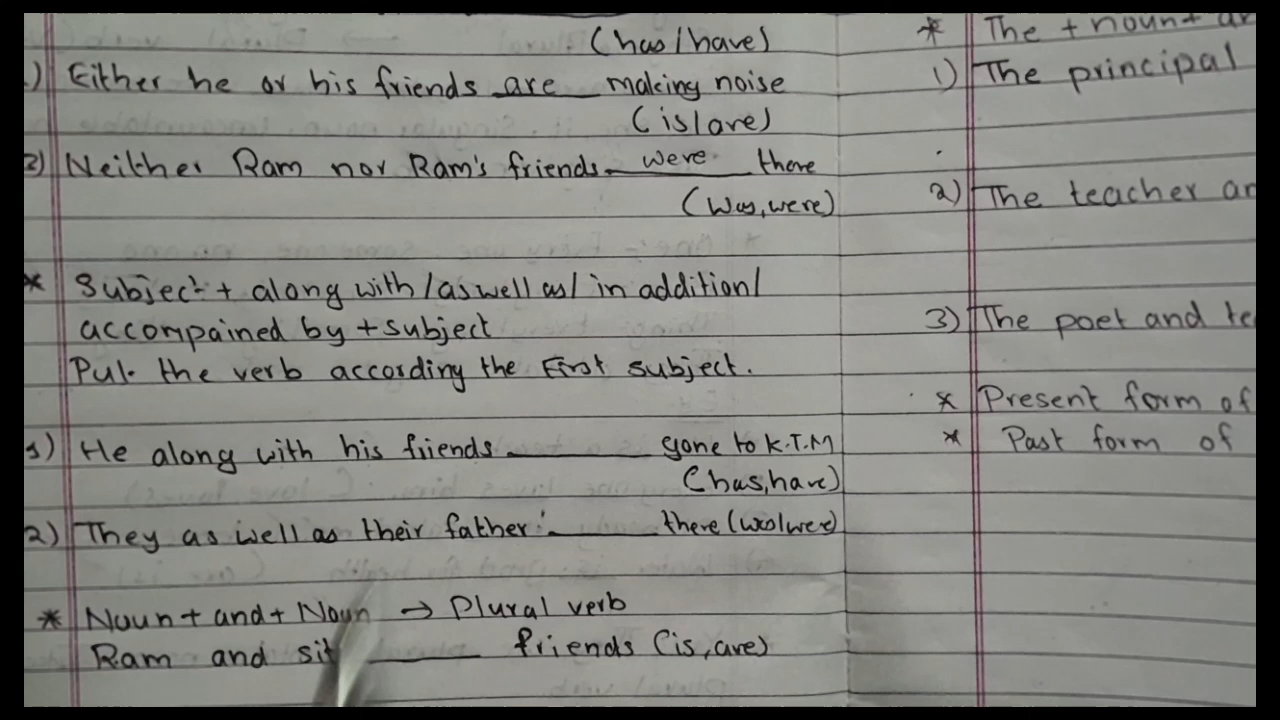 (has/have)
) Either he or his friends are making noise
(is/are)
2) Neither Ram nor Ram's friends were there
(was, were)
* Subject + along with/as well as/ in addition/
accompained by + subject
Put the verb according the First subject.
1) He along with his friends ______ gone to K.T.M
(has, have)
2) They as well as their father ______ there (was/were)
* Noun + and + Noun → Plural verb
Ram and sit ______ friends (is, are)
* The + noun +
1) The principal
2) The teacher an
3) The poet and te
* Present form of
* Past form of